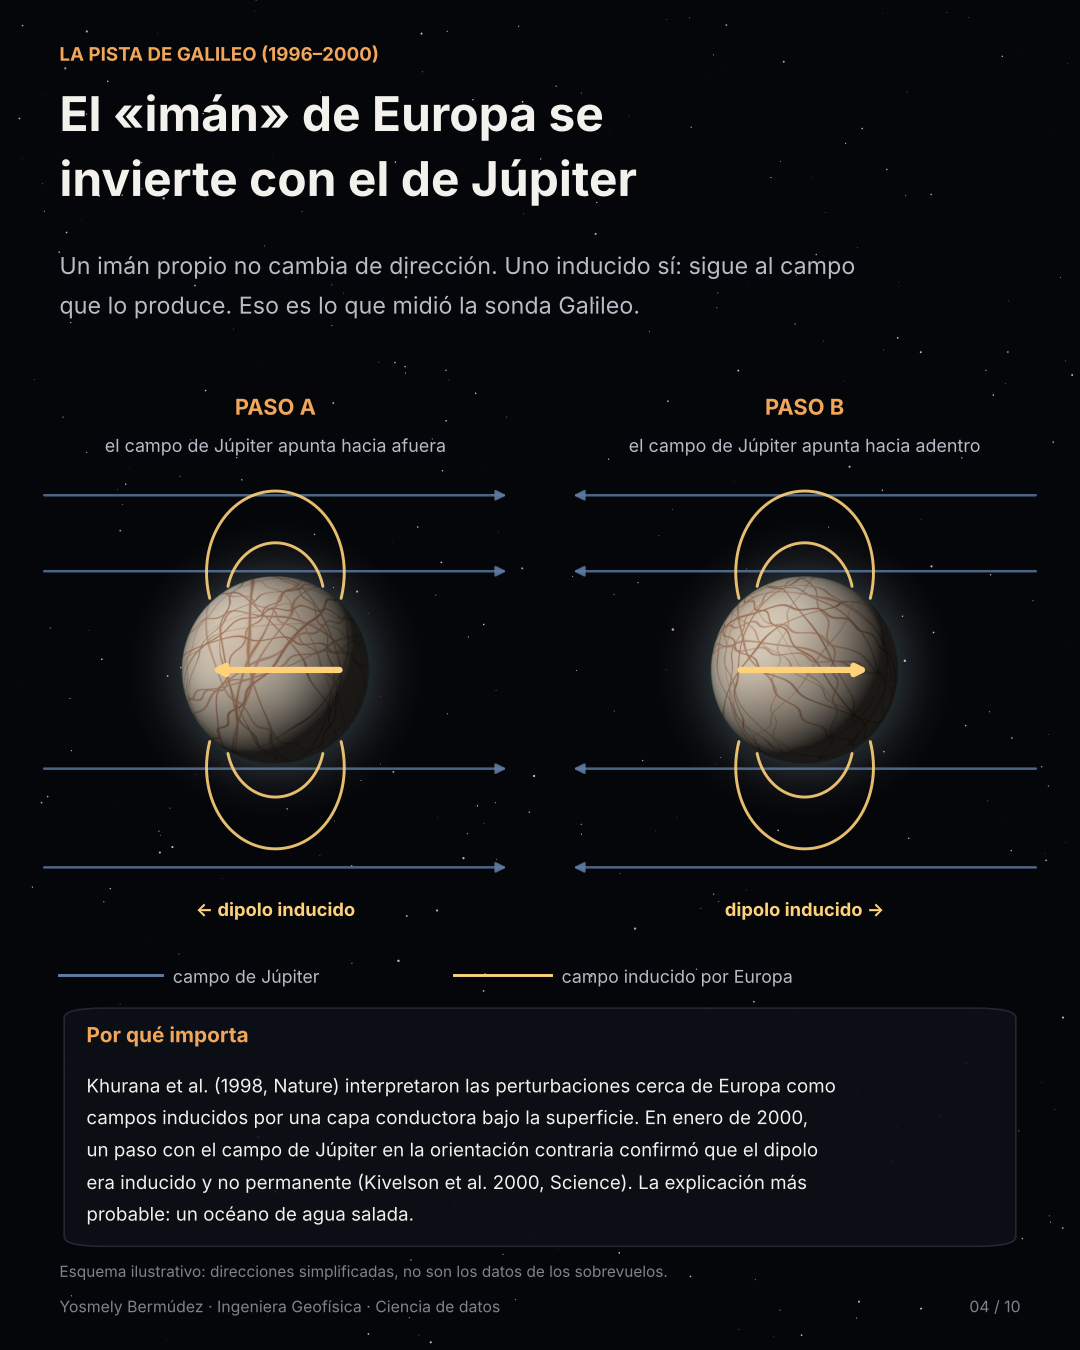 LA PISTA DE GALILEO (1996–2000)
El «imán» de Europa se
invierte con el de Júpiter
Un imán propio no cambia de dirección. Uno inducido sí: sigue al campo
que lo produce. Eso es lo que midió la sonda Galileo.
PASO A
el campo de Júpiter apunta hacia afuera
PASO B
el campo de Júpiter apunta hacia adentro
← dipolo inducido
dipolo inducido →
campo de Júpiter
campo inducido por Europa
Por qué importa
Khurana et al. (1998, Nature) interpretaron las perturbaciones cerca de Europa como
campos inducidos por una capa conductora bajo la superficie. En enero de 2000,
un paso con el campo de Júpiter en la orientación contraria confirmó que el dipolo
era inducido y no permanente (Kivelson et al. 2000, Science). La explicación más
probable: un océano de agua salada.
Esquema ilustrativo: direcciones simplificadas, no son los datos de los sobrevuelos.
Yosmely Bermúdez · Ingeniera Geofísica · Ciencia de datos
04 / 10